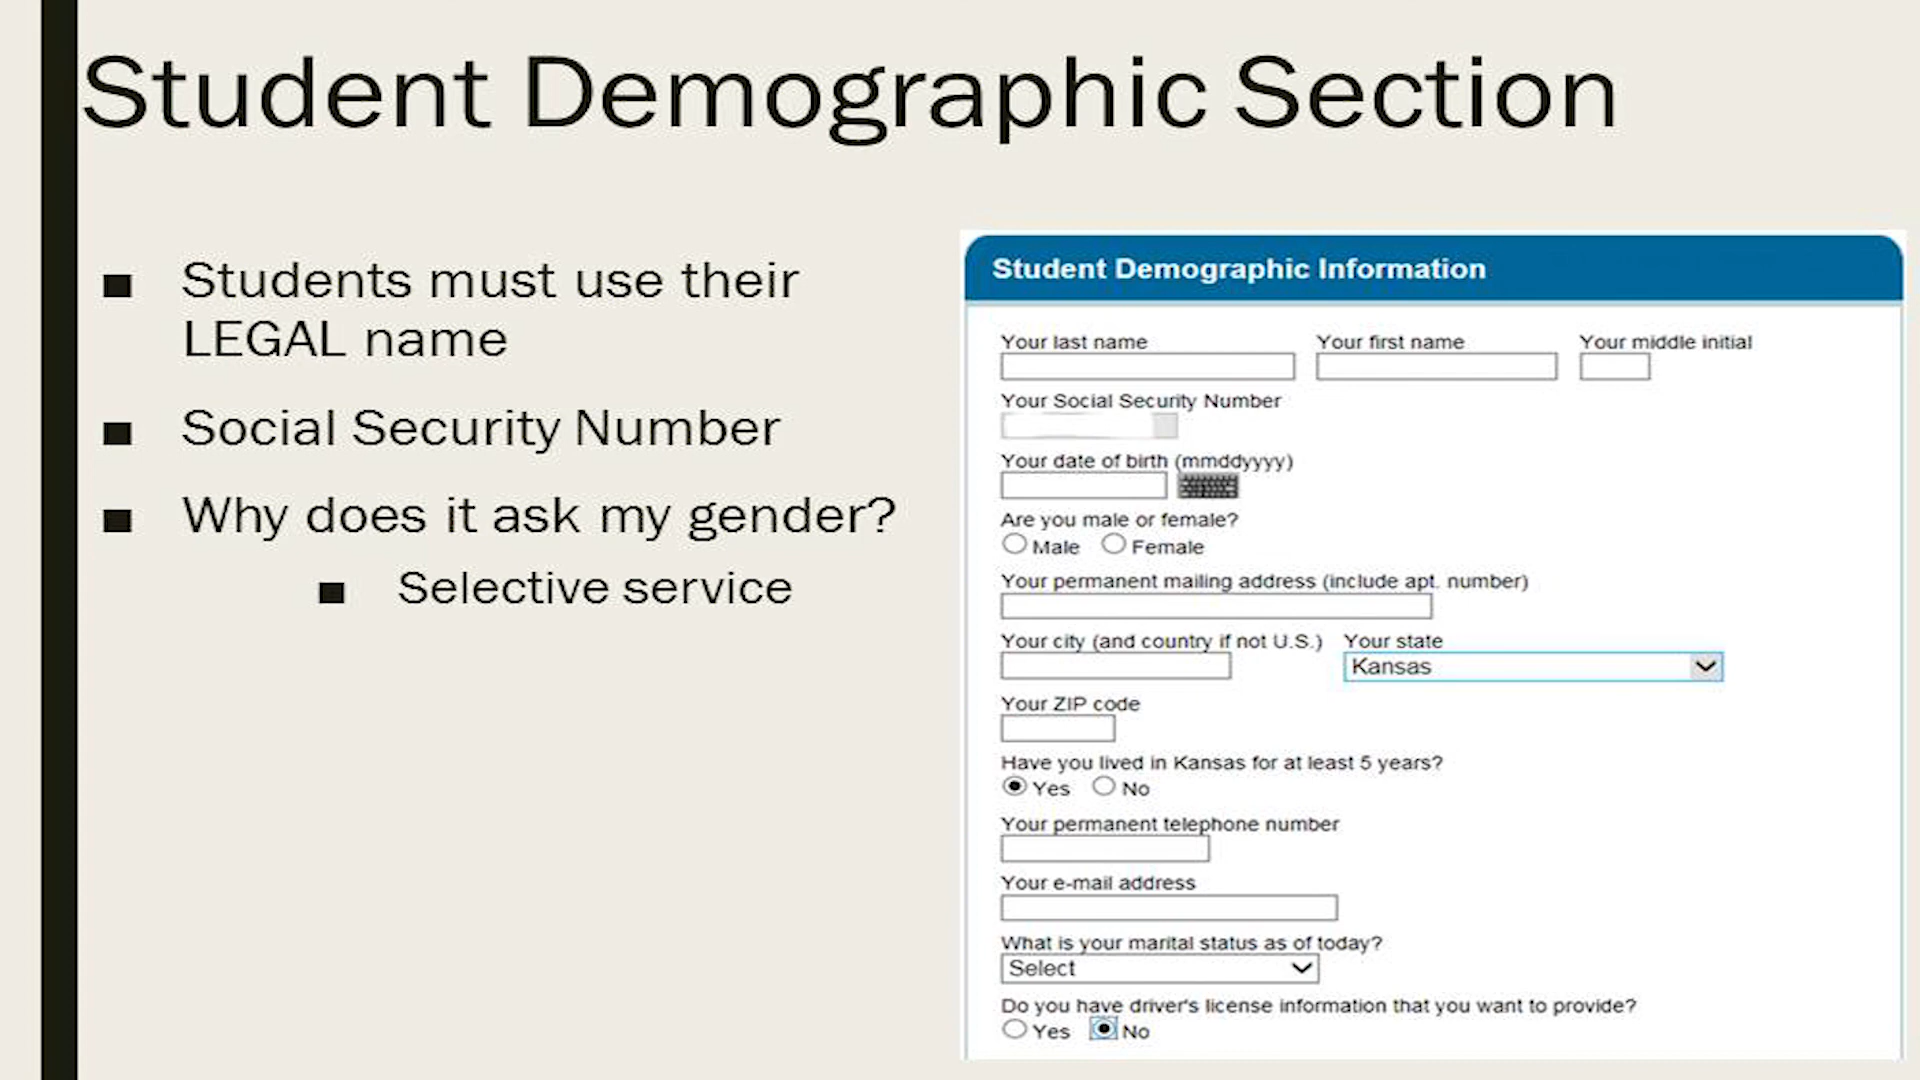 Student Demographic Section
Students must use their
LEGAL name
Social Security Number
Why does it ask my gender?
Selective service
Student Demographic Information
Your last name Your first name Your middle initial
Your Social Security Number
Your date of birth (mmddyyyy)
Are you male or female?
Male Female
Your permanent mailing address (include apt. number)
Your city (and country if not U.S.) Your state
Kansas
Your ZIP code
Have you lived in Kansas for at least 5 years?
Yes No
Your permanent telephone number
Your e-mail address
What is your marital status as of today?
Select
Do you have driver's license information that you want to provide?
Yes No